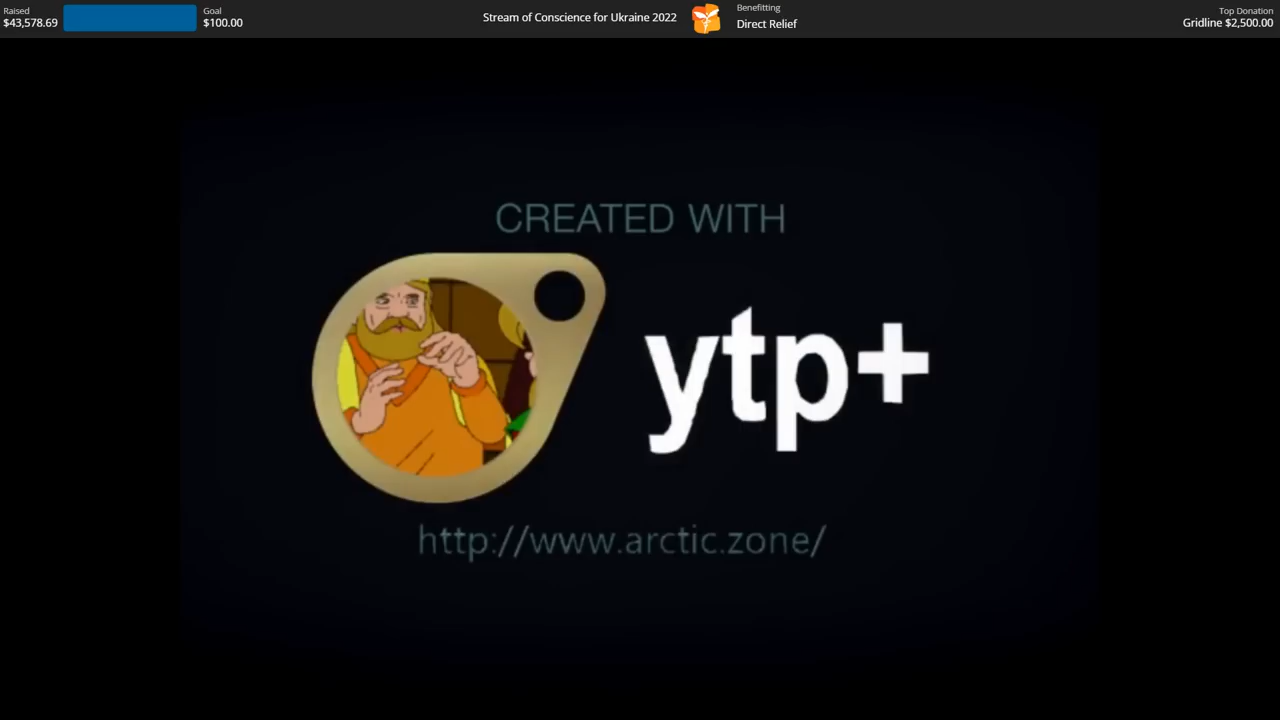 Raised
$43,578.69
Goal
$100.00
Stream of Conscience for Ukraine 2022
Benefitting
Direct Relief
Top Donation
Gridline $2,500.00
CREATED WITH
ytp+
http://www.arctic.zone/